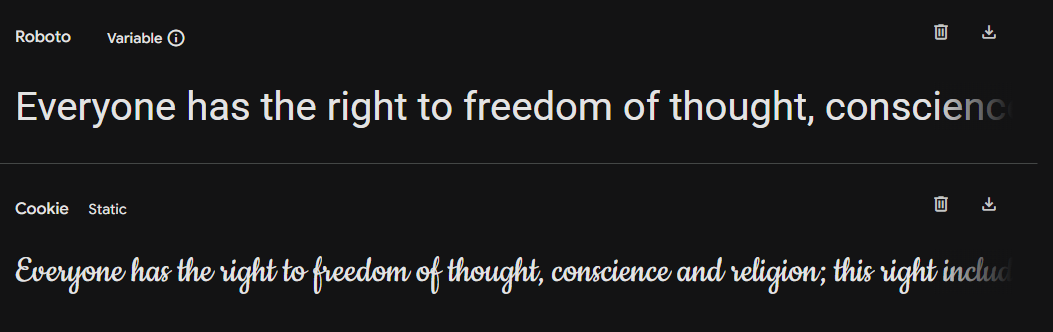 Roboto Variable
Everyone has the right to freedom of thought, conscience
Cookie Static
Everyone has the right to freedom of thought, conscience and religion; this right includ